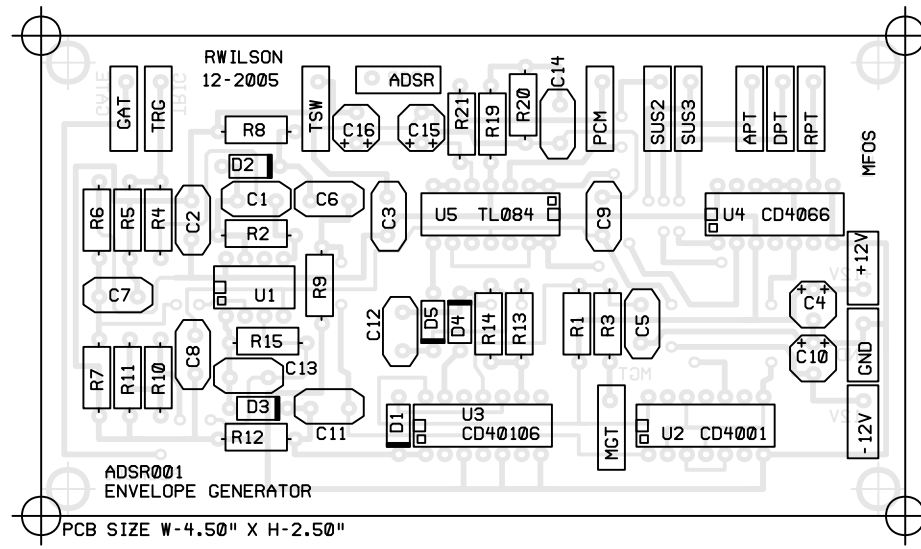 RWILSON
12-2005
ADSR
C14
GATE
GAT
TRG
TRIG
TSW
C16
C15
R21
R19
R20
PCM
SUS2
SUS3
APT
DPT
RPT
MFOS
R8
D2
R6
R5
R4
C2
C1
C6
R2
C3
U5 TL084
C9
U4 CD4066
+12V
C7
U1
R9
C12
D5
D4
R14
R13
R1
R3
C5
C4
C10
GND
R15
C13
C8
R7
R11
R10
D3
R12
C11
D1
U3
CD40106
MGT
MGT
U2 CD4001
-12V
ADSR001
ENVELOPE GENERATOR
PCB SIZE W-4.50" X H-2.50"